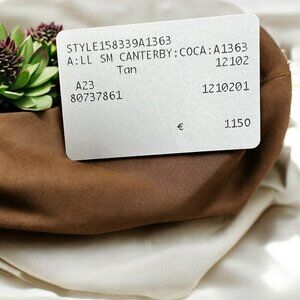 STYLE158339A1363
A:LL SM CANTERBY:COCA:A1363
Tan 12102
A23
80737861 1210201
€ 1150